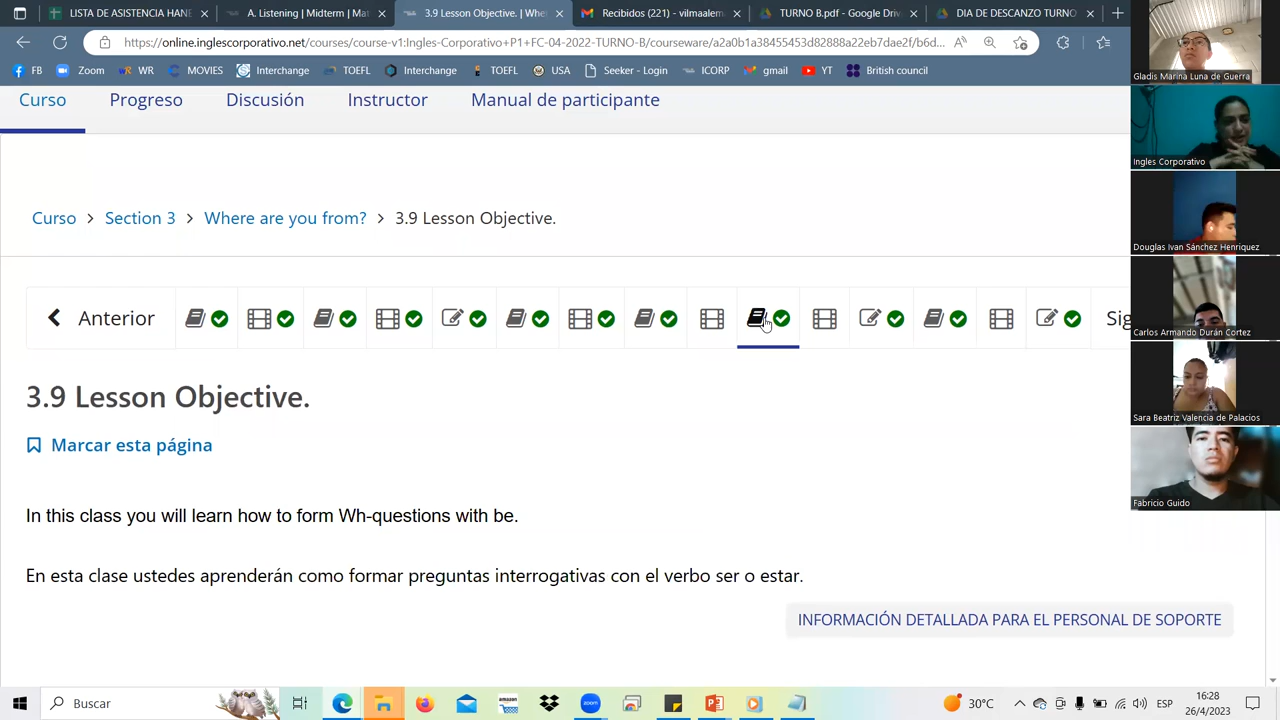 LISTA DE ASISTENCIA HANE
A. Listening | Midterm | Mat
3.9 Lesson Objective. | Whe
Recibidos (221) - vilmaalem
TURNO B.pdf - Google Dri
DIA DE DESCANZO TURNO
https://online.inglescorporativo.net/courses/course-v1:Ingles-Corporativo+P1+FC-04-2022-TURNO-B/courseware/a2a0b1a38455453d82888a22eb7dae2f/b6d...
FB
Zoom
WR
MOVIES
Interchange
TOEFL
Interchange
TOEFL
USA
Seeker - Login
ICORP
gmail
YT
British council
Curso
Progreso
Discusión
Instructor
Manual de participante
Curso > Section 3 > Where are you from? > 3.9 Lesson Objective.
Anterior
Sig
3.9 Lesson Objective.
Marcar esta página
In this class you will learn how to form Wh-questions with be.
En esta clase ustedes aprenderán como formar preguntas interrogativas con el verbo ser o estar.
INFORMACIÓN DETALLADA PARA EL PERSONAL DE SOPORTE
Gladis Marina Luna de Guerra
Ingles Corporativo
Douglas Ivan Sánchez Henriquez
Carlos Armando Durán Cortez
Sara Beatriz Valencia de Palacios
Fabricio Guido
Buscar
amazon
zoom
30°C
ESP
16:28
26/4/2023